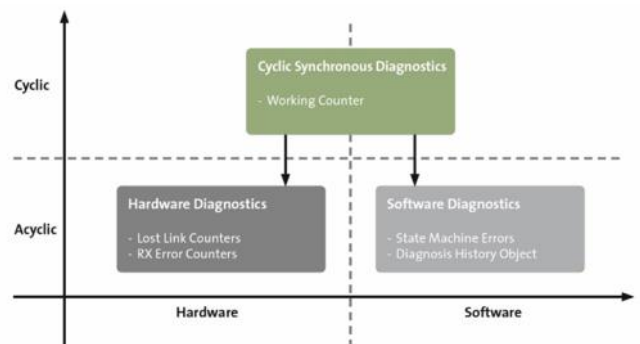 Cyclic Synchronous Diagnostics
Cyclic
- Working Counter
Hardware Diagnostics
Software Diagnostics
Acyclic
- Lost Link Counters
- State Machine Errors
- RX Error Counters
- Diagnosis History Object
Hardware
Software